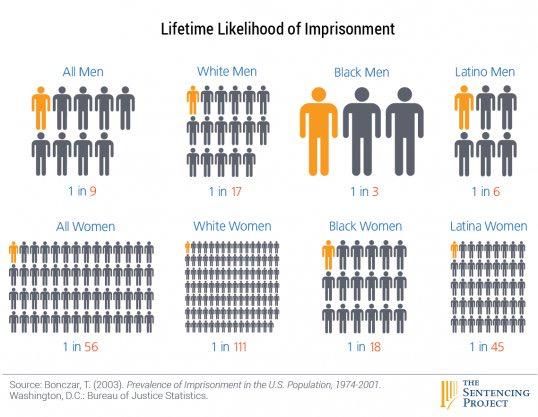 Lifetime Likelihood of Imprisonment
All Men
White Men
Black Men
Latino Men
1 in 9
1 in 17
1 in 3
1 in 6
All Women
White Women
Black Women
Latina Women
1 in 56
1 in 111
1 in 18
1 in 45
Source: Bonczar, T. (2003). Prevalence of Imprisonment in the U.S. Population, 1974-2001.
Washington, D.C.: Bureau of Justice Statistics.
THE
SENTENCING
PROJECT